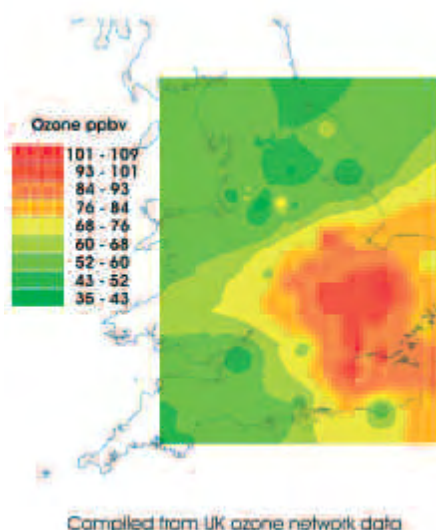 Ozone ppbv
101 - 109
93 - 101
84 - 93
76 - 84
68 - 76
60 - 68
52 - 60
43 - 52
35 - 43
Compiled from UK ozone network data